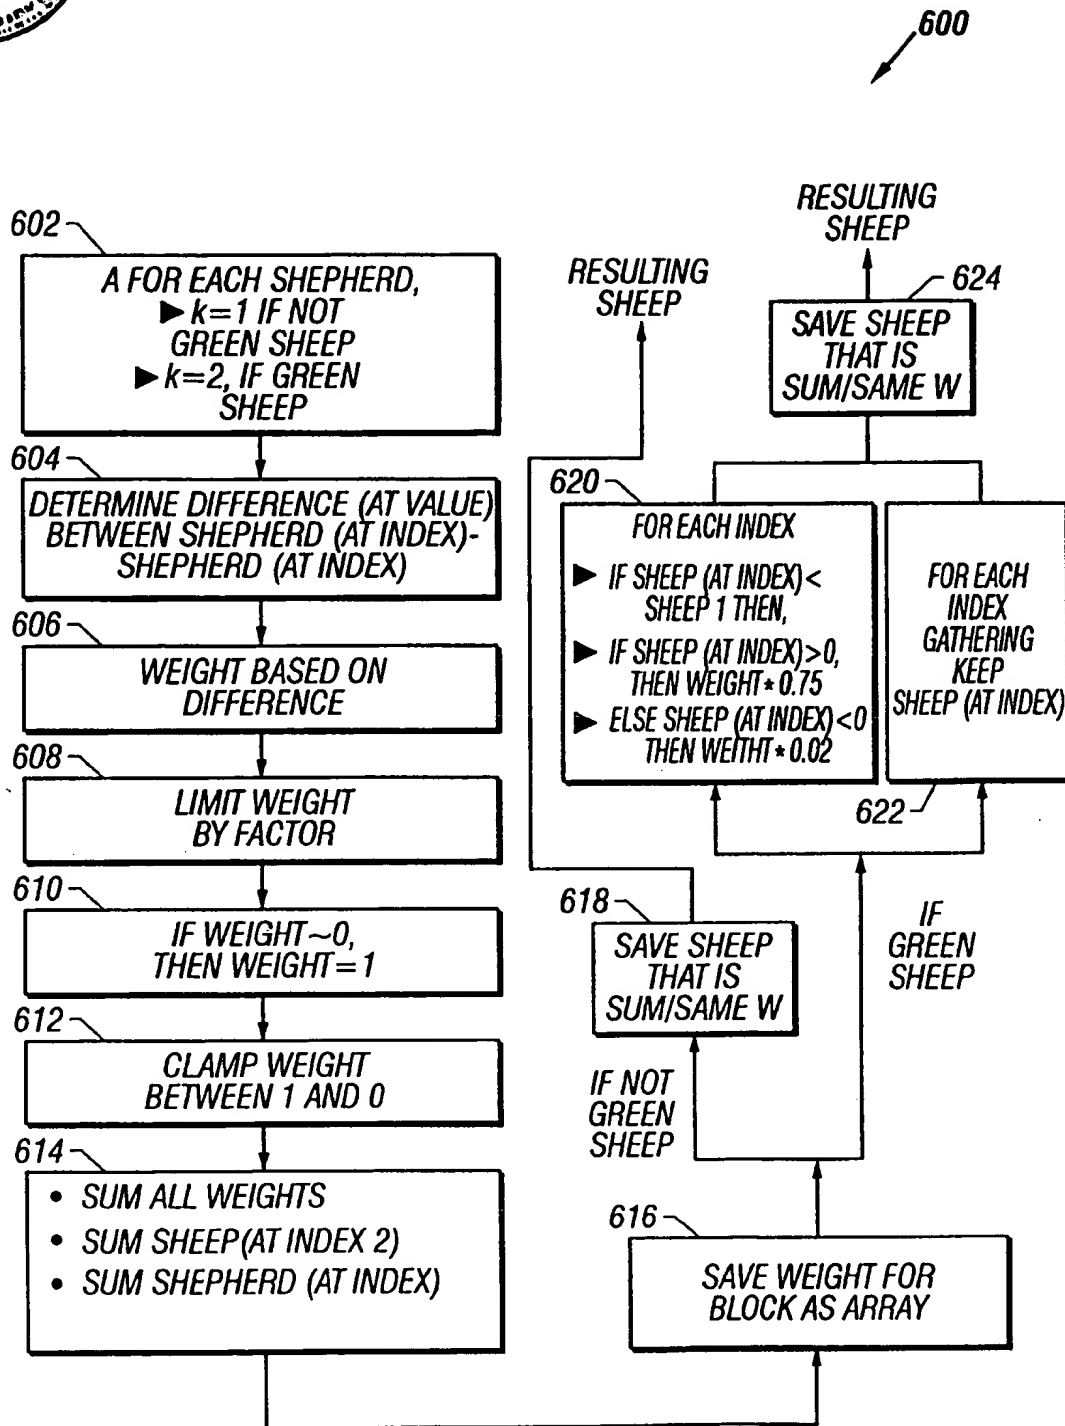 600
602
A FOR EACH SHEPHERD,
► k=1 IF NOT
GREEN SHEEP
► k=2, IF GREEN
SHEEP
604
DETERMINE DIFFERENCE (AT VALUE)
BETWEEN SHEPHERD (AT INDEX)-
SHEPHERD (AT INDEX)
606
WEIGHT BASED ON
DIFFERENCE
608
LIMIT WEIGHT
BY FACTOR
610
IF WEIGHT~0,
THEN WEIGHT=1
612
CLAMP WEIGHT
BETWEEN 1 AND 0
614
• SUM ALL WEIGHTS
• SUM SHEEP(AT INDEX 2)
• SUM SHEPHERD (AT INDEX)
616
SAVE WEIGHT FOR
BLOCK AS ARRAY
IF NOT
GREEN
SHEEP
618
SAVE SHEEP
THAT IS
SUM/SAME W
RESULTING
SHEEP
IF
GREEN
SHEEP
620
FOR EACH INDEX
► IF SHEEP (AT INDEX)<
SHEEP 1 THEN,
► IF SHEEP (AT INDEX)>0,
THEN WEIGHT*0.75
► ELSE SHEEP (AT INDEX)<0
THEN WEITHT*0.02
622
FOR EACH
INDEX
GATHERING
KEEP
SHEEP (AT INDEX)
624
SAVE SHEEP
THAT IS
SUM/SAME W
RESULTING
SHEEP